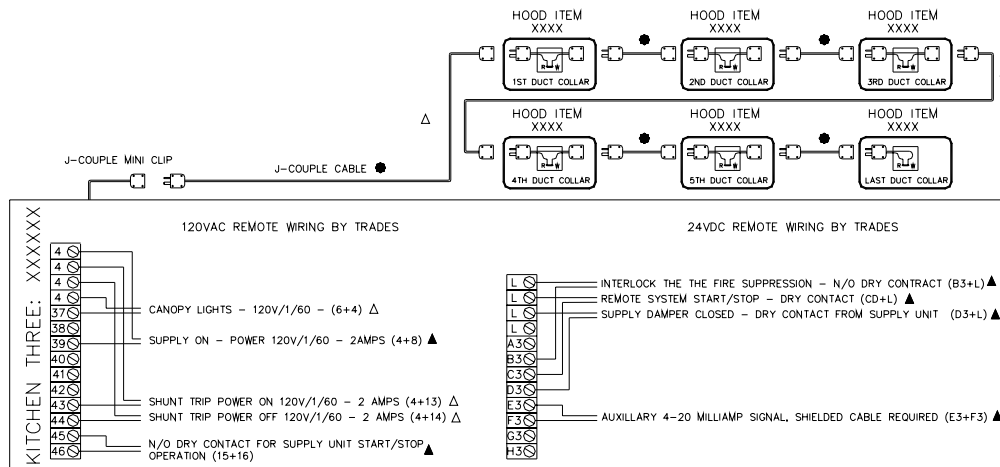 HOOD ITEM
XXXX
R W
1ST DUCT COLLAR
HOOD ITEM
XXXX
R W
2ND DUCT COLLAR
HOOD ITEM
XXXX
R W
3RD DUCT COLLAR
HOOD ITEM
XXXX
R W
4TH DUCT COLLAR
HOOD ITEM
XXXX
R W
5TH DUCT COLLAR
HOOD ITEM
XXXX
R W
LAST DUCT COLLAR
J-COUPLE MINI CLIP
J-COUPLE CABLE
KITCHEN THREE: XXXXXX
120VAC REMOTE WIRING BY TRADES
4
4
4
4
37
38
39
40
41
42
43
44
45
46
CANOPY LIGHTS - 120V/1/60 - (6+4)
SUPPLY ON - POWER 120V/1/60 - 2AMPS (4+8)
SHUNT TRIP POWER ON 120V/1/60 - 2 AMPS (4+13)
SHUNT TRIP POWER OFF 120V/1/60 - 2 AMPS (4+14)
N/O DRY CONTACT FOR SUPPLY UNIT START/STOP
OPERATION (15+16)
24VDC REMOTE WIRING BY TRADES
L
L
L
L
A3
B3
C3
D3
E3
F3
G3
H3
INTERLOCK THE THE FIRE SUPPRESSION - N/O DRY CONTRACT (B3+L)
REMOTE SYSTEM START/STOP - DRY CONTACT (CD+L)
SUPPLY DAMPER CLOSED - DRY CONTACT FROM SUPPLY UNIT (D3+L)
AUXILLARY 4-20 MILLIAMP SIGNAL, SHIELDED CABLE REQUIRED (E3+F3)